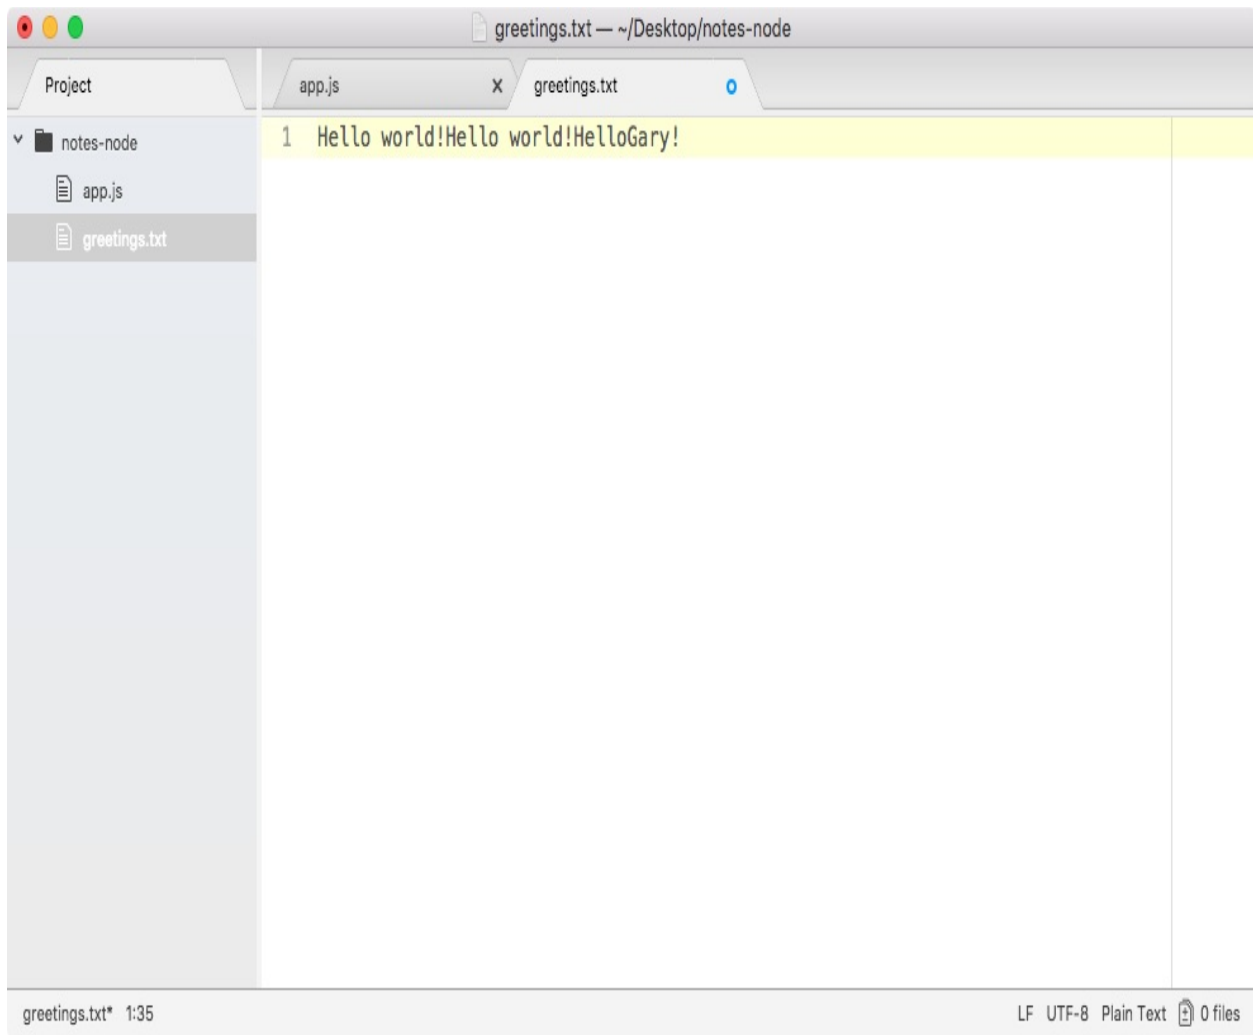 greetings.txt — ~/Desktop/notes-node
Project
app.js
greetings.txt
notes-node
app.js
greetings.txt
1 Hello world!Hello world!HelloGary!
greetings.txt* 1:35
LF UTF-8 Plain Text 0 files